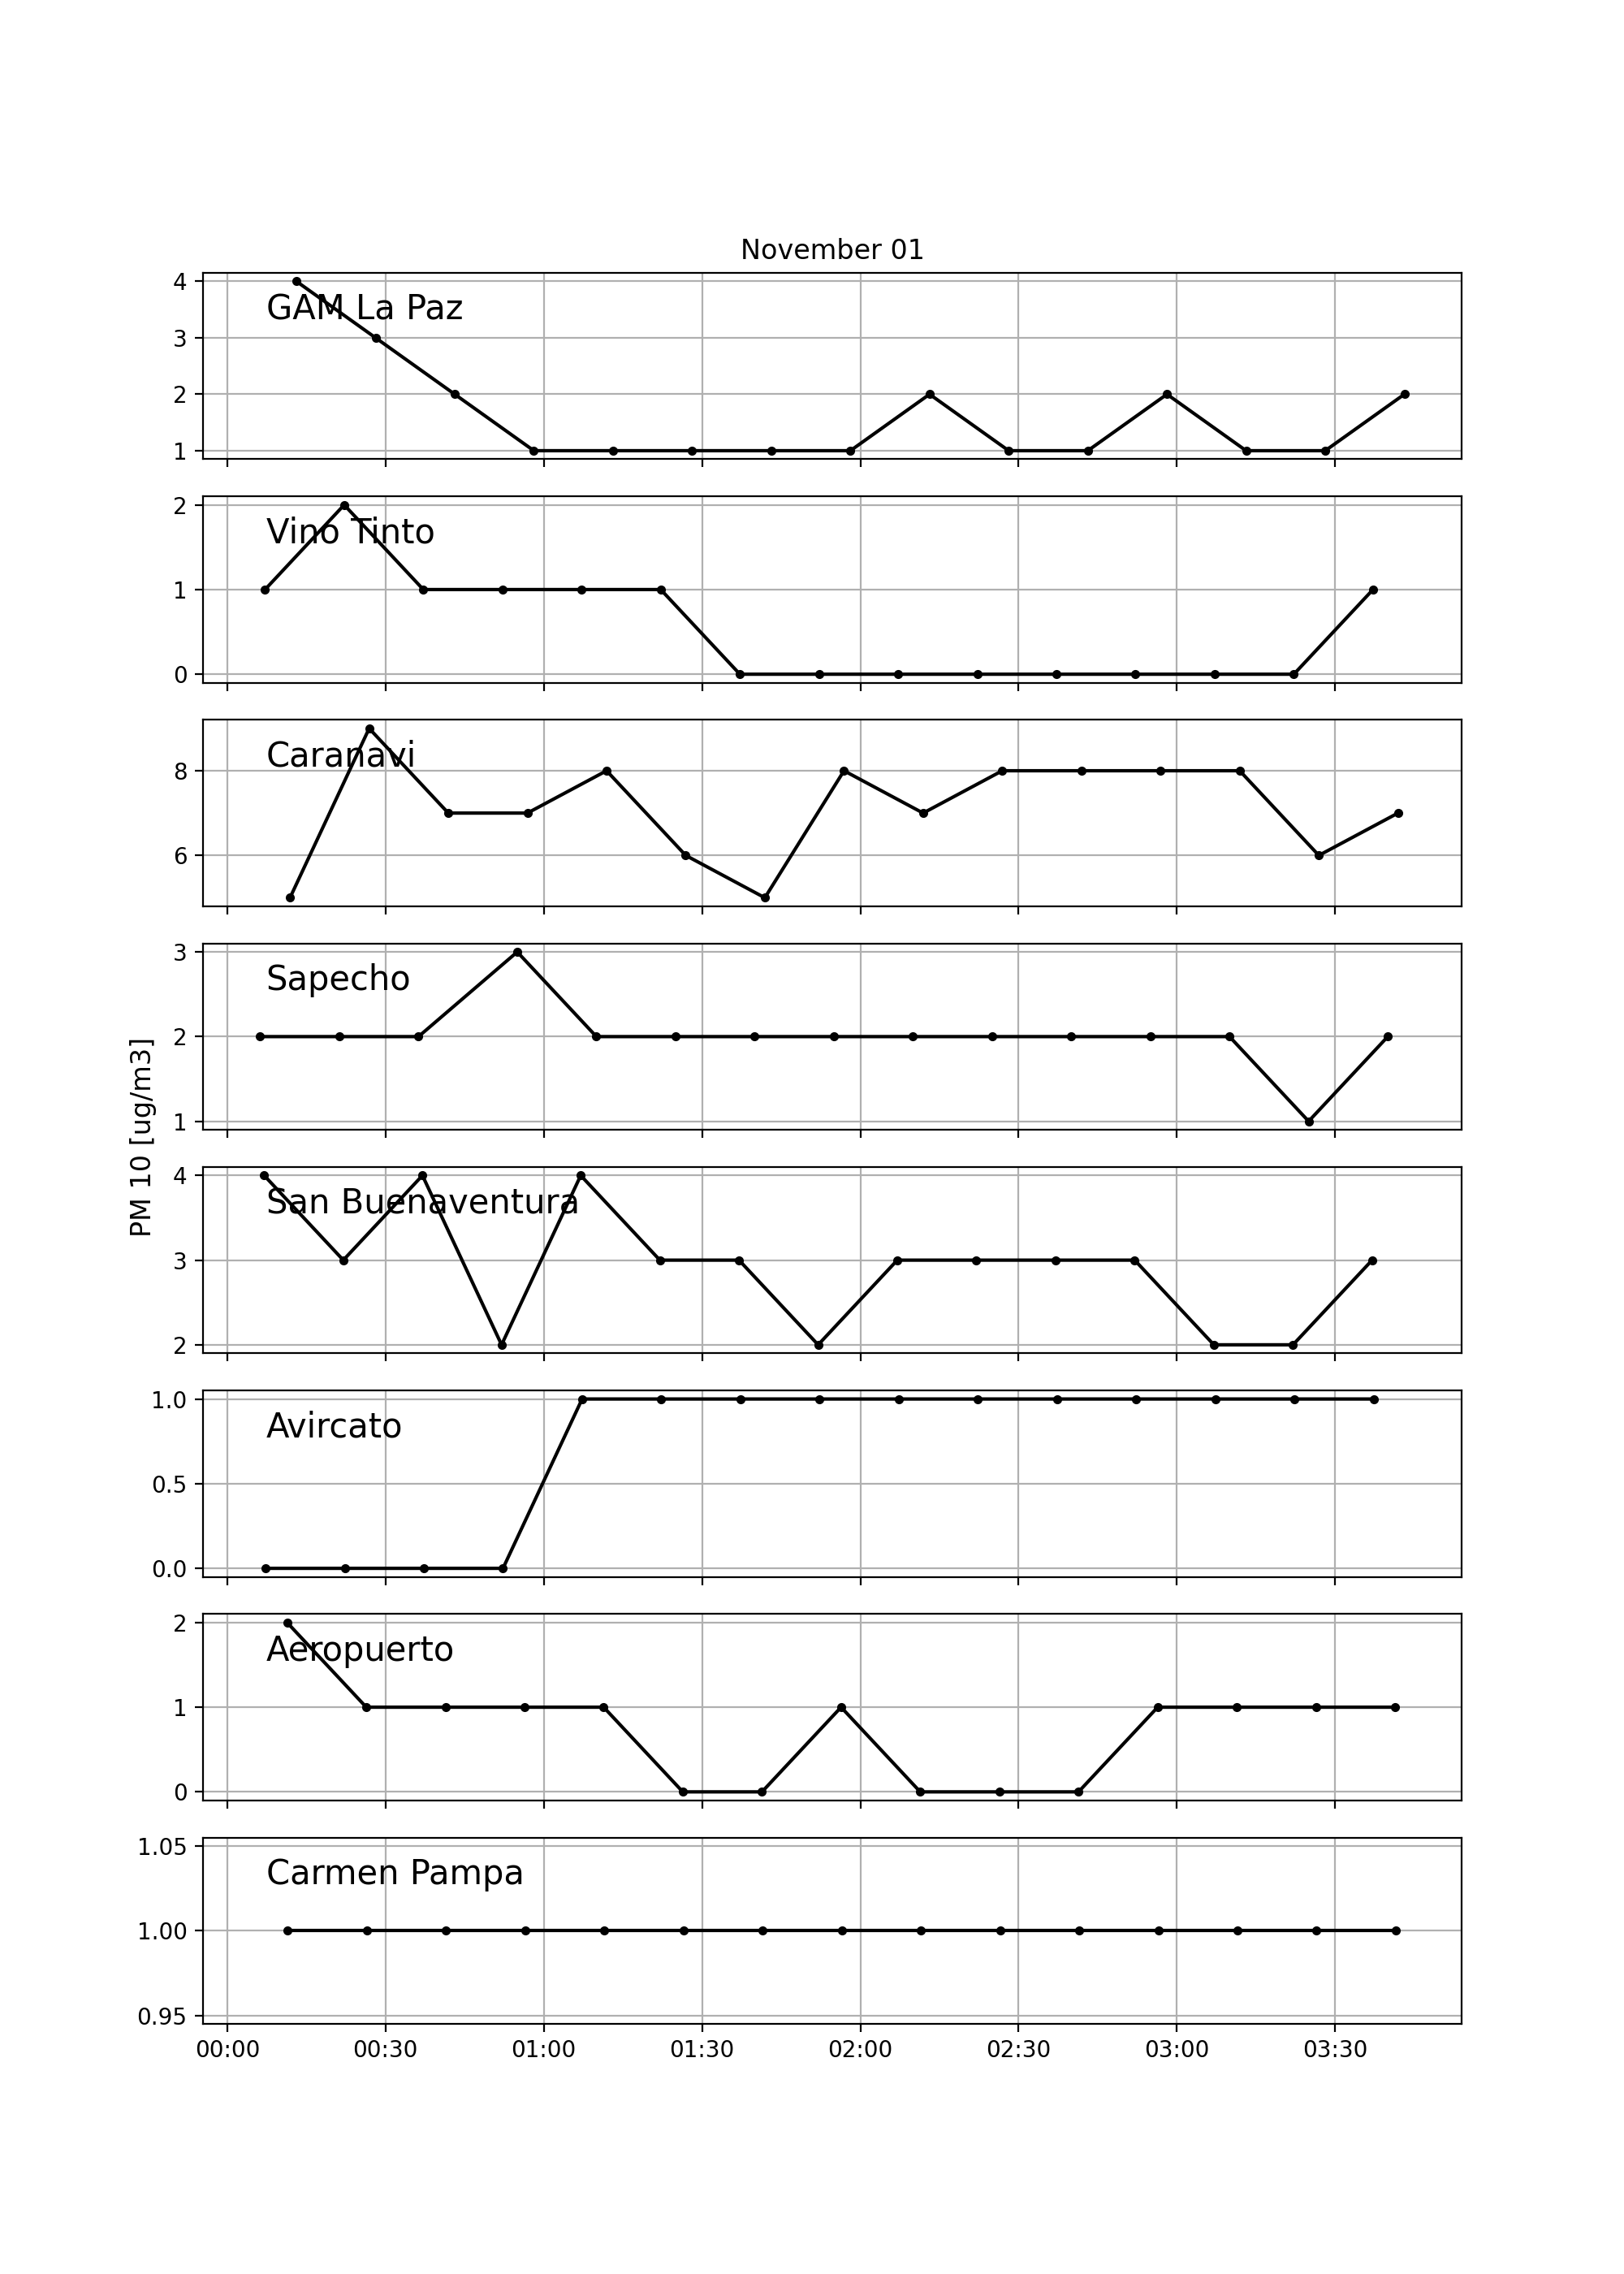 November 01
4
GAM La Paz
3
2
1
2
Vino Tinto
1
0
Caranavi
8
6
3
Sapecho
2
1
PM 10 [ug/m3]
4
San Buenaventura
3
2
1.0
Avircato
0.5
0.0
2
Aeropuerto
1
0
1.05
Carmen Pampa
1.00
0.95
00:00 00:30 01:00 01:30 02:00 02:30 03:00 03:30